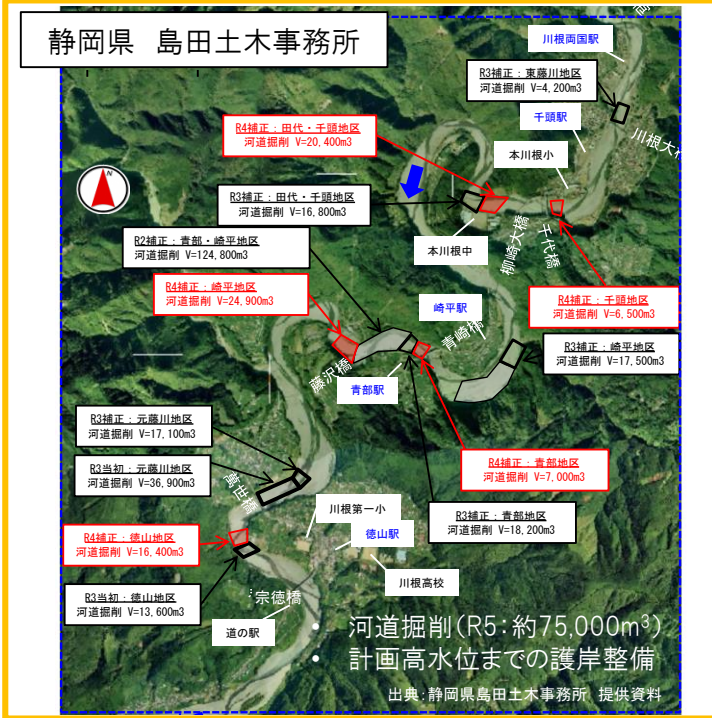 静岡県 島田土木事務所
川根両国駅
R3補正：東藤川地区
河道掘削 V=4,200m3
千頭駅
川根大
R4補正：田代・千頭地区
河道掘削 V=20,400m3
本川根小
R3補正：田代・千頭地区
河道掘削 V=16,800m3
本川根中
柳崎大橋
千代橋
R2補正：青部・崎平地区
河道掘削 V=124,800m3
R4補正：崎平地区
河道掘削 V=24,900m3
崎平駅
R4補正：千頭地区
河道掘削 V=6,500m3
青崎橋
藤沢橋
R3補正：崎平地区
河道掘削 V=17,500m3
青部駅
R3補正：元藤川地区
河道掘削 V=17,100m3
R3当初：元藤川地区
河道掘削 V=36,900m3
萬世橋
R4補正：青部地区
河道掘削 V=7,000m3
川根第一小
R3補正：青部地区
河道掘削 V=18,200m3
R4補正：徳山地区
河道掘削 V=16,400m3
徳山駅
川根高校
R3当初：徳山地区
河道掘削 V=13,600m3
宗徳橋
道の駅
• 河道掘削(R5:約75,000m³)
• 計画高水位までの護岸整備
出典:静岡県島田土木事務所 提供資料